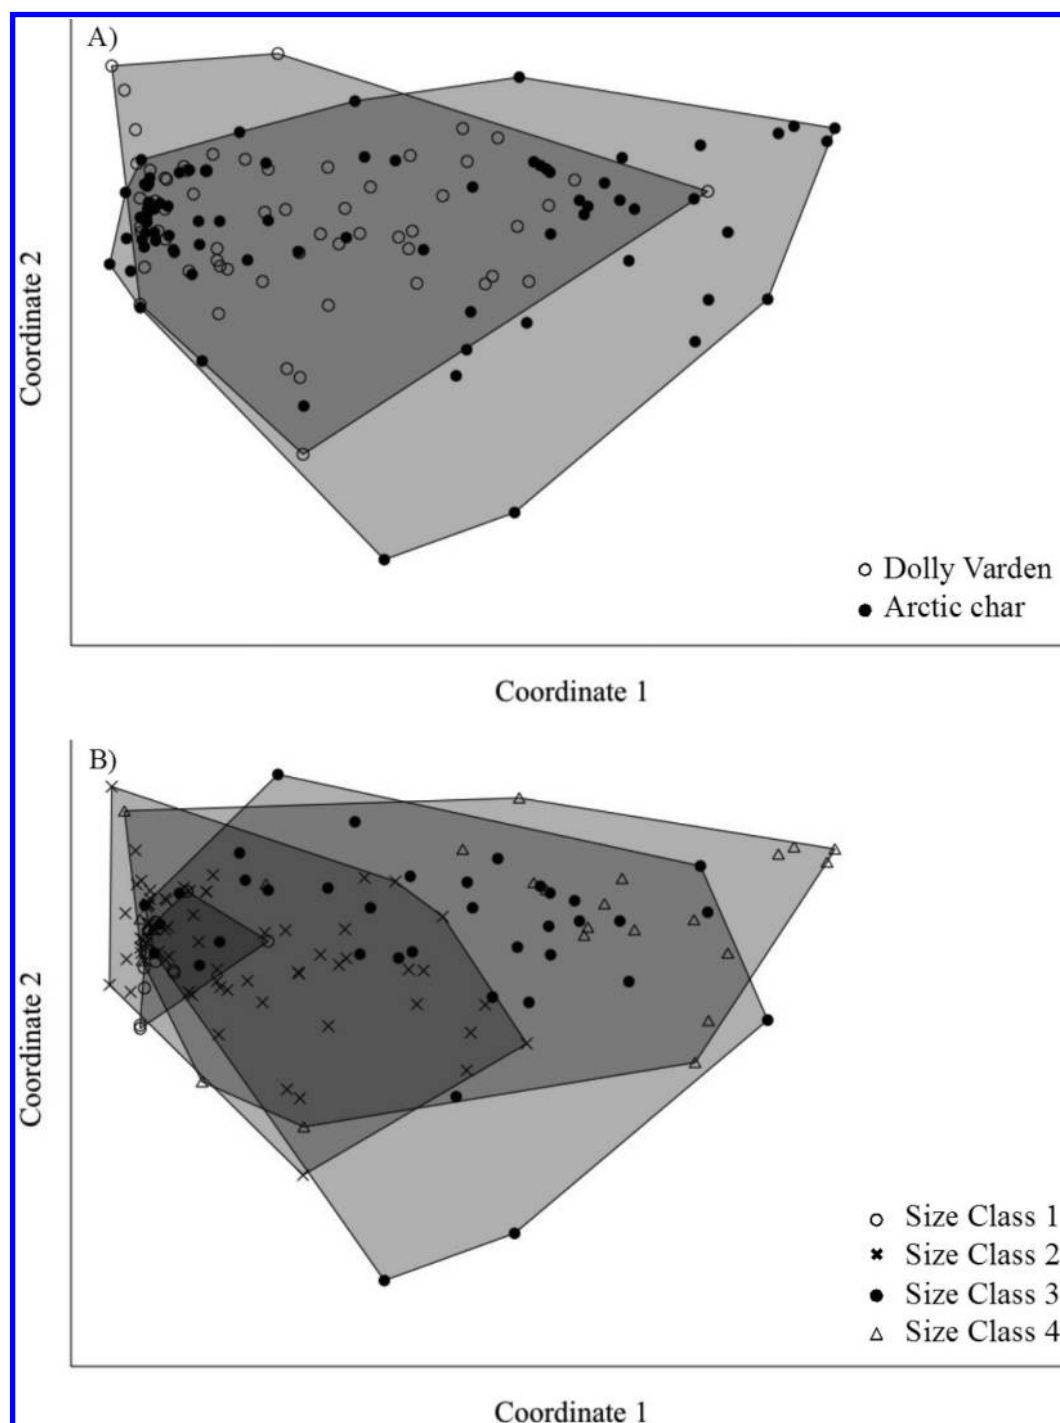 A)
Coordinate 2
Dolly Varden
Arctic char
Coordinate 1
B)
Coordinate 2
Size Class 1
Size Class 2
Size Class 3
Size Class 4
Coordinate 1